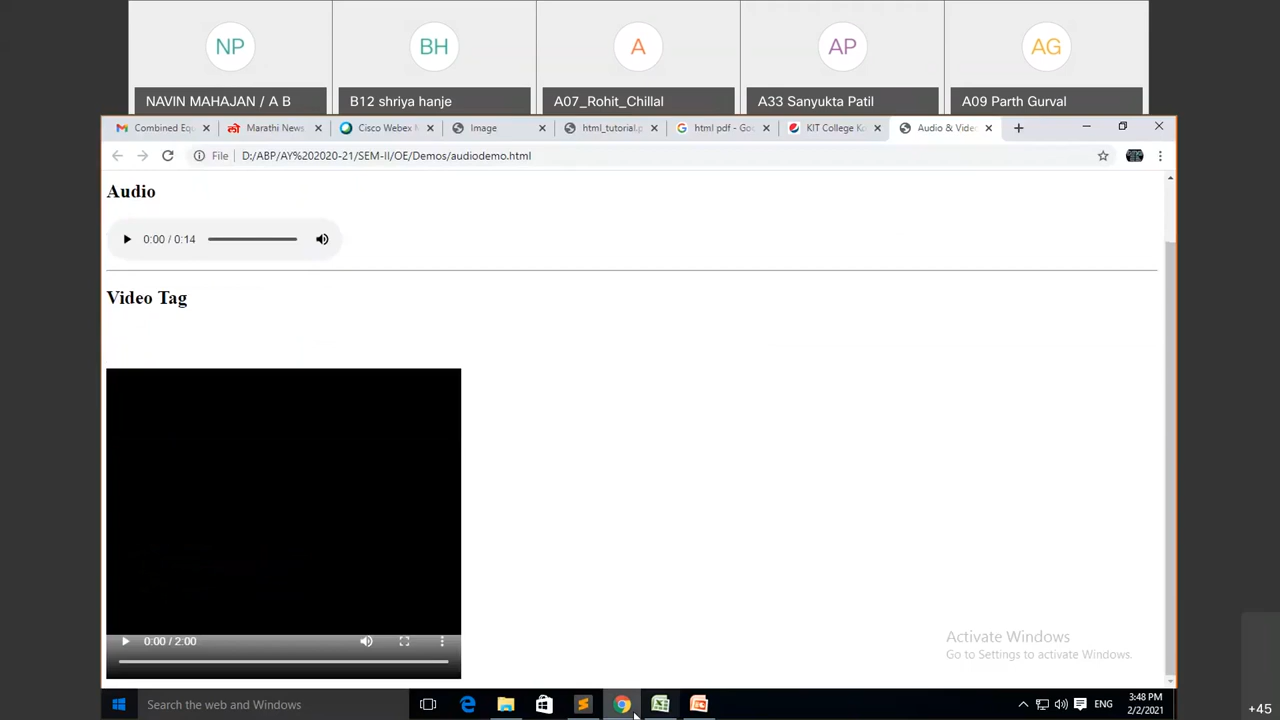 NP
BH
A
AP
AG
NAVIN MAHAJAN / A B
B12 shriya hanje
A07_Rohit_Chillal
A33 Sanyukta Patil
A09 Parth Gurval
Combined Eq
Marathi News
Cisco Webex M
Image
html_tutorial.p
html pdf - Goo
KIT College Ko
Audio & Vide
File
D:/ABP/AY%202020-21/SEM-II/OE/Demos/audiodemo.html
Audio
0:00 / 0:14
Video Tag
0:00 / 2:00
Activate Windows
Go to Settings to activate Windows.
Search the web and Windows
ENG
3:48 PM
2/2/2021
+45